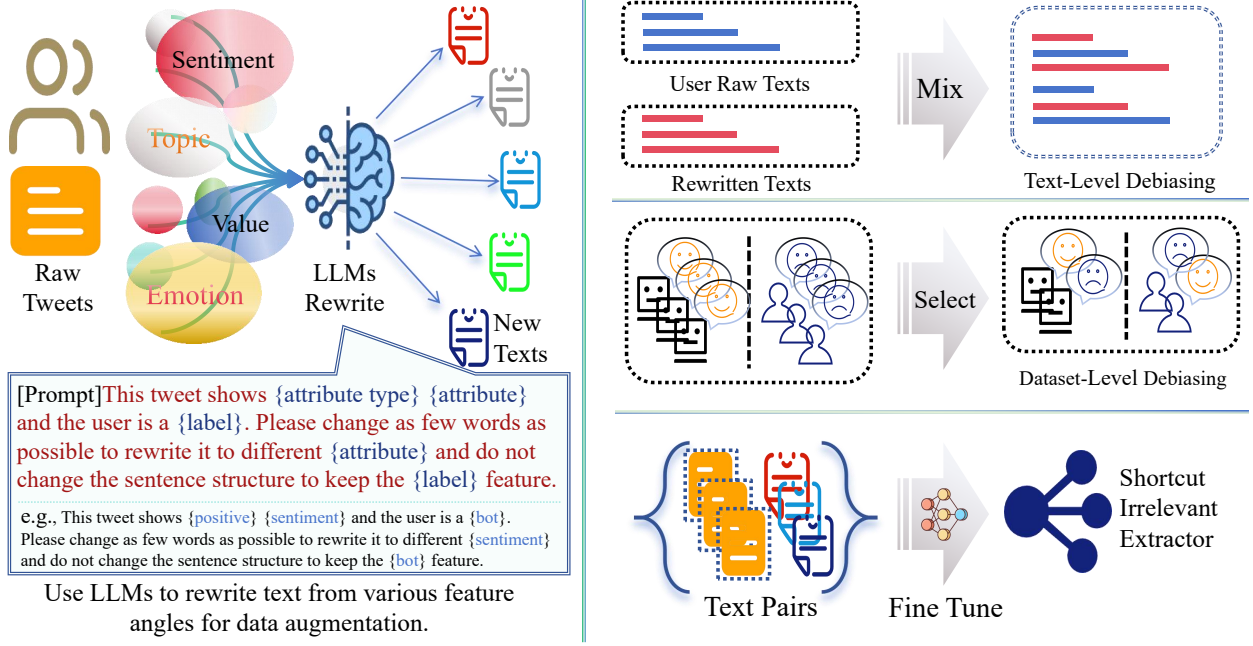 Sentiment
Topic
Value
Emotion
Raw
Tweets
LLMs
Rewrite
New
Texts
[Prompt]This tweet shows {attribute type} {attribute}
and the user is a {label}. Please change as few words as
possible to rewrite it to different {attribute} and do not
change the sentence structure to keep the {label} feature.
e.g., This tweet shows {positive} {sentiment} and the user is a {bot}.
Please change as few words as possible to rewrite it to different {sentiment}
and do not change the sentence structure to keep the {bot} feature.
Use LLMs to rewrite text from various feature
angles for data augmentation.
User Raw Texts
Rewritten Texts
Mix
Text-Level Debiasing
Select
Dataset-Level Debiasing
Text Pairs
Fine Tune
Shortcut
Irrelevant
Extractor